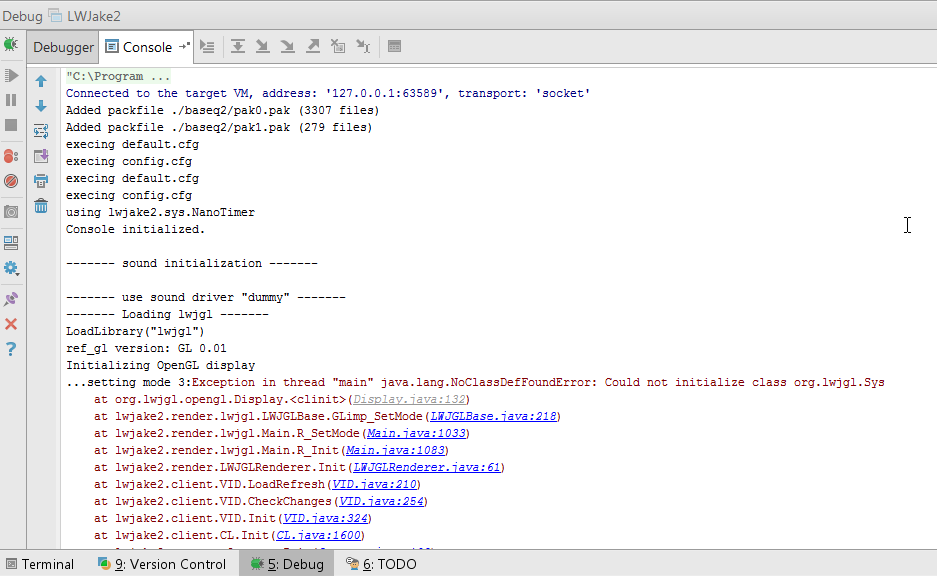 Debug LWJake2
Debugger Console
"C:\Program ...
Connected to the target VM, address: '127.0.0.1:63589', transport: 'socket'
Added packfile ./baseq2/pak0.pak (3307 files)
Added packfile ./baseq2/pak1.pak (279 files)
execing default.cfg
execing config.cfg
execing default.cfg
execing config.cfg
using lwjake2.sys.NanoTimer
Console initialized.
------- sound initialization -------
------- use sound driver "dummy" -------
------- Loading lwjgl -------
LoadLibrary("lwjgl")
ref_gl version: GL 0.01
Initializing OpenGL display
...setting mode 3:Exception in thread "main" java.lang.NoClassDefFoundError: Could not initialize class org.lwjgl.Sys
at org.lwjgl.opengl.Display.<clinit>(Display.java:132)
at lwjake2.render.lwjgl.LWJGLBase.GLimp_SetMode(LWJGLBase.java:218)
at lwjake2.render.lwjgl.Main.R_SetMode(Main.java:1033)
at lwjake2.render.lwjgl.Main.R_Init(Main.java:1083)
at lwjake2.render.LWJGLRenderer.Init(LWJGLRenderer.java:61)
at lwjake2.client.VID.LoadRefresh(VID.java:210)
at lwjake2.client.VID.CheckChanges(VID.java:254)
at lwjake2.client.VID.Init(VID.java:324)
at lwjake2.client.CL.Init(CL.java:1600)
Terminal 9: Version Control 5: Debug 6: TODO